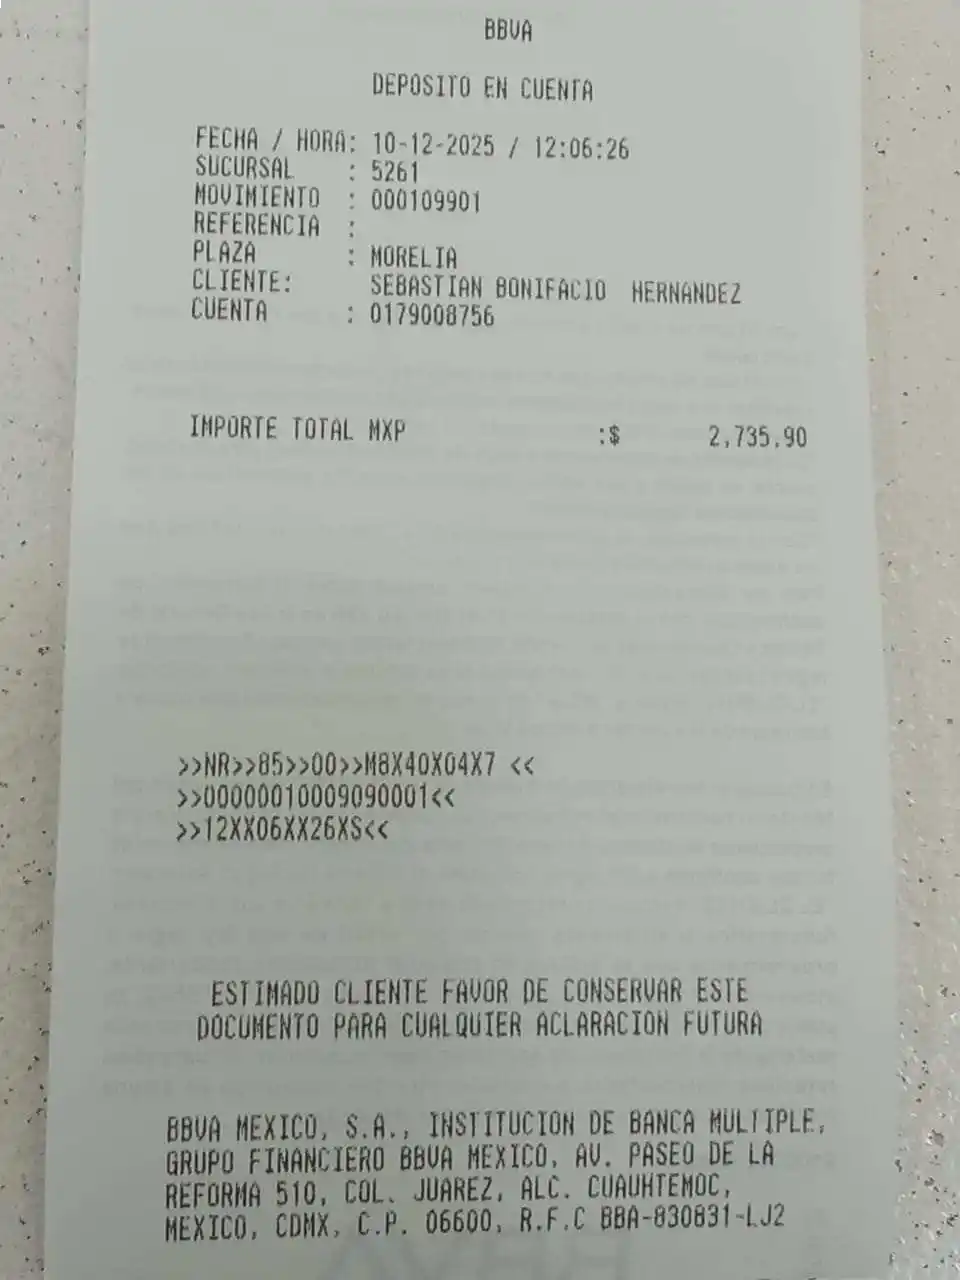 BBVA
DEPOSITO EN CUENTA
FECHA / HORA: 10-12-2025 / 12:06:26
SUCURSAL : 5261
MOVIMIENTO : 000109901
REFERENCIA :
PLAZA : MORELIA
CLIENTE: SEBASTIAN BONIFACIO HERNANDEZ
CUENTA : 0179008756
IMPORTE TOTAL MXP :$ 2,735.90
>>NR>>85>>00>>M8X40X04X7 <<
>>00000010009090001<<
>>12XX06XX26XS<<
ESTIMADO CLIENTE FAVOR DE CONSERVAR ESTE
DOCUMENTO PARA CUALQUIER ACLARACION FUTURA
BBVA MEXICO, S.A., INSTITUCION DE BANCA MULTIPLE,
GRUPO FINANCIERO BBVA MEXICO, AV. PASEO DE LA
REFORMA 510, COL. JUAREZ, ALC. CUAUHTEMOC,
MEXICO, CDMX, C.P. 06600, R.F.C BBA-830831-LJ2